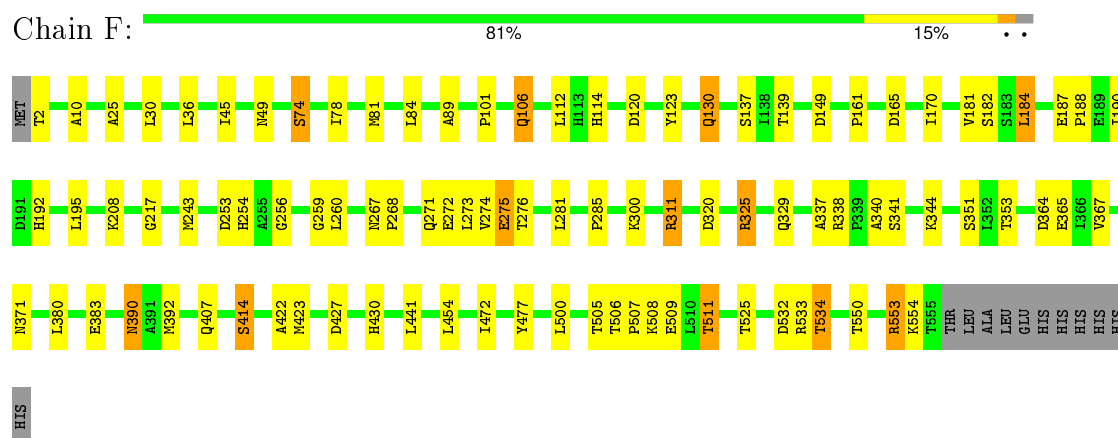 Chain F:
81%
15%
MET T2 A10 A25 L30 L36 I45 N49 S74 I78 M81 L84 A89 P101 Q106 L112 H113 H114 D120 Y123 Q130 S137 I138 T139 D149 P161 D165 I170 V181 S182 S183 L184 E187 P188 E189 I190
D191 H192 L195 K208 G217 M243 D253 H254 A255 G256 G259 L260 N267 P268 Q271 E272 L273 V274 E275 T276 L281 P285 K300 R311 D320 R325 Q329 A337 R338 P339 A340 S341 K344 S351 L352 T353 D364 E365 I366 V367
N371 L380 E383 N390 A391 M392 Q407 S414 A422 M423 D427 H430 L441 L454 I472 Y477 L500 T505 T506 P507 K508 E509 L510 T511 T525 D532 R533 T534 T550 R553 K554 T555 THR LEU ALA LEU GLU HIS HIS HIS HIS HIS
HIS